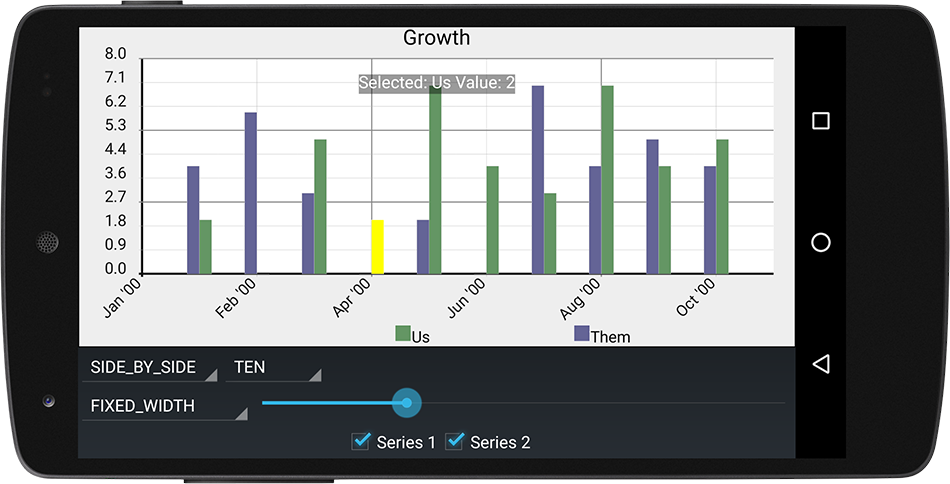 Growth
8.0
7.1
6.2
5.3
4.4
3.6
2.7
1.8
0.9
0.0
Selected: Us Value: 2
Jan '00
Feb '00
Apr '00
Jun '00
Aug '00
Oct '00
Us
Them
SIDE_BY_SIDE
TEN
FIXED_WIDTH
Series 1
Series 2